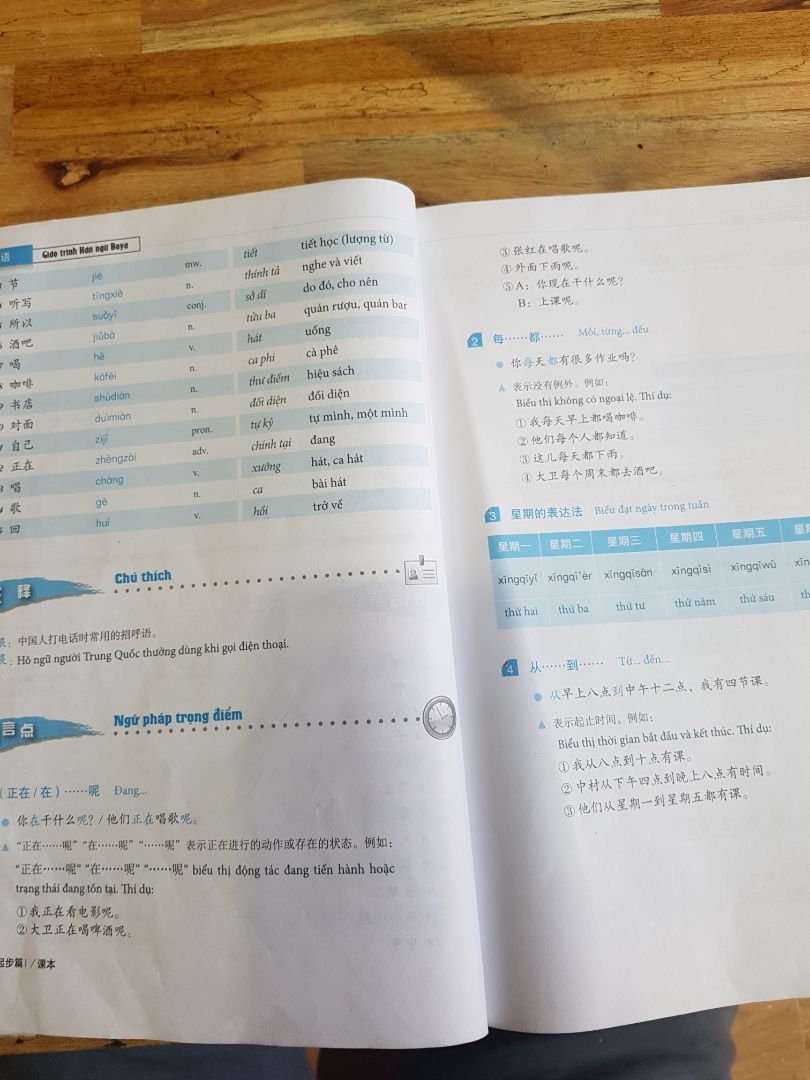 语 Giáo trình Hán ngữ Boya
节 jié mw. tiết tiết học (lượng từ)
听写 tīngxiě n. thính tả nghe và viết
所以 suǒyǐ conj. sở dĩ do đó, cho nên
酒吧 jiǔbā n. tửu ba quán rượu, quán bar
喝 hē v. hát uống
咖啡 kāfēi n. ca phi cà phê
书店 shūdiàn n. thư điếm hiệu sách
对面 duìmiàn n. đối diện đối diện
自己 zìjǐ pron. tự kỷ tự mình, một mình
正在 zhèngzài adv. chính tại đang
唱 chàng v. xướng hát, ca hát
歌 gē n. ca bài hát
回 huí v. hồi trở về
释 Chú thích
: 中国人打电话时常用的招呼语。
: Hô ngữ người Trung Quốc thường dùng khi gọi điện thoại.
言点 Ngữ pháp trọng điểm
(正在/在)……呢 Đang...
● 你在干什么呢? / 他们正在唱歌呢。
▲ “正在……呢” “在……呢” “……呢” 表示正在进行的动作或存在的状态。例如:
“正在……呢” “在……呢” “……呢” biểu thị động tác đang tiến hành hoặc
trạng thái đang tồn tại. Thí dụ:
① 我正在看电影呢。
② 大卫正在喝啤酒呢。
起步篇 I / 课本
③ 张红在唱歌呢。
④ 外面下雨呢。
⑤ A: 你现在干什么呢?
B: 上课呢。
2 每……都…… Mỗi, từng... đều
● 你每天都有很多作业吗?
▲ 表示没有例外。例如:
Biểu thị không có ngoại lệ. Thí dụ:
① 我每天早上都喝咖啡。
② 他们每个人都知道。
③ 这儿每天都下雨。
④ 大卫每个周末都去酒吧。
3 星期的表达法 Biểu đạt ngày trong tuần
星期一 星期二 星期三 星期四 星期五 星期
xīngqīyī xīngqī'èr xīngqīsān xīngqīsì xīngqīwǔ xīn
thứ hai thứ ba thứ tư thứ năm thứ sáu th
4 从……到…… Từ... đến...
● 从早上八点到中午十二点, 我有四节课。
▲ 表示起止时间。例如:
Biểu thị thời gian bắt đầu và kết thúc. Thí dụ:
① 我从八点到十点有课。
② 中村从下午四点到晚上八点有时间。
③ 他们从星期一到星期五都有课。